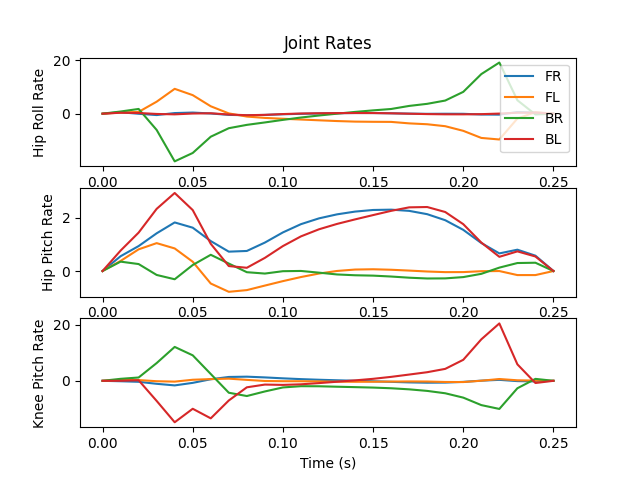 Joint Rates
Hip Roll Rate
20
0
FR
FL
BR
BL
0.00 0.05 0.10 0.15 0.20 0.25
Hip Pitch Rate
2
0
0.00 0.05 0.10 0.15 0.20 0.25
Knee Pitch Rate
20
0
0.00 0.05 0.10 0.15 0.20 0.25
Time (s)